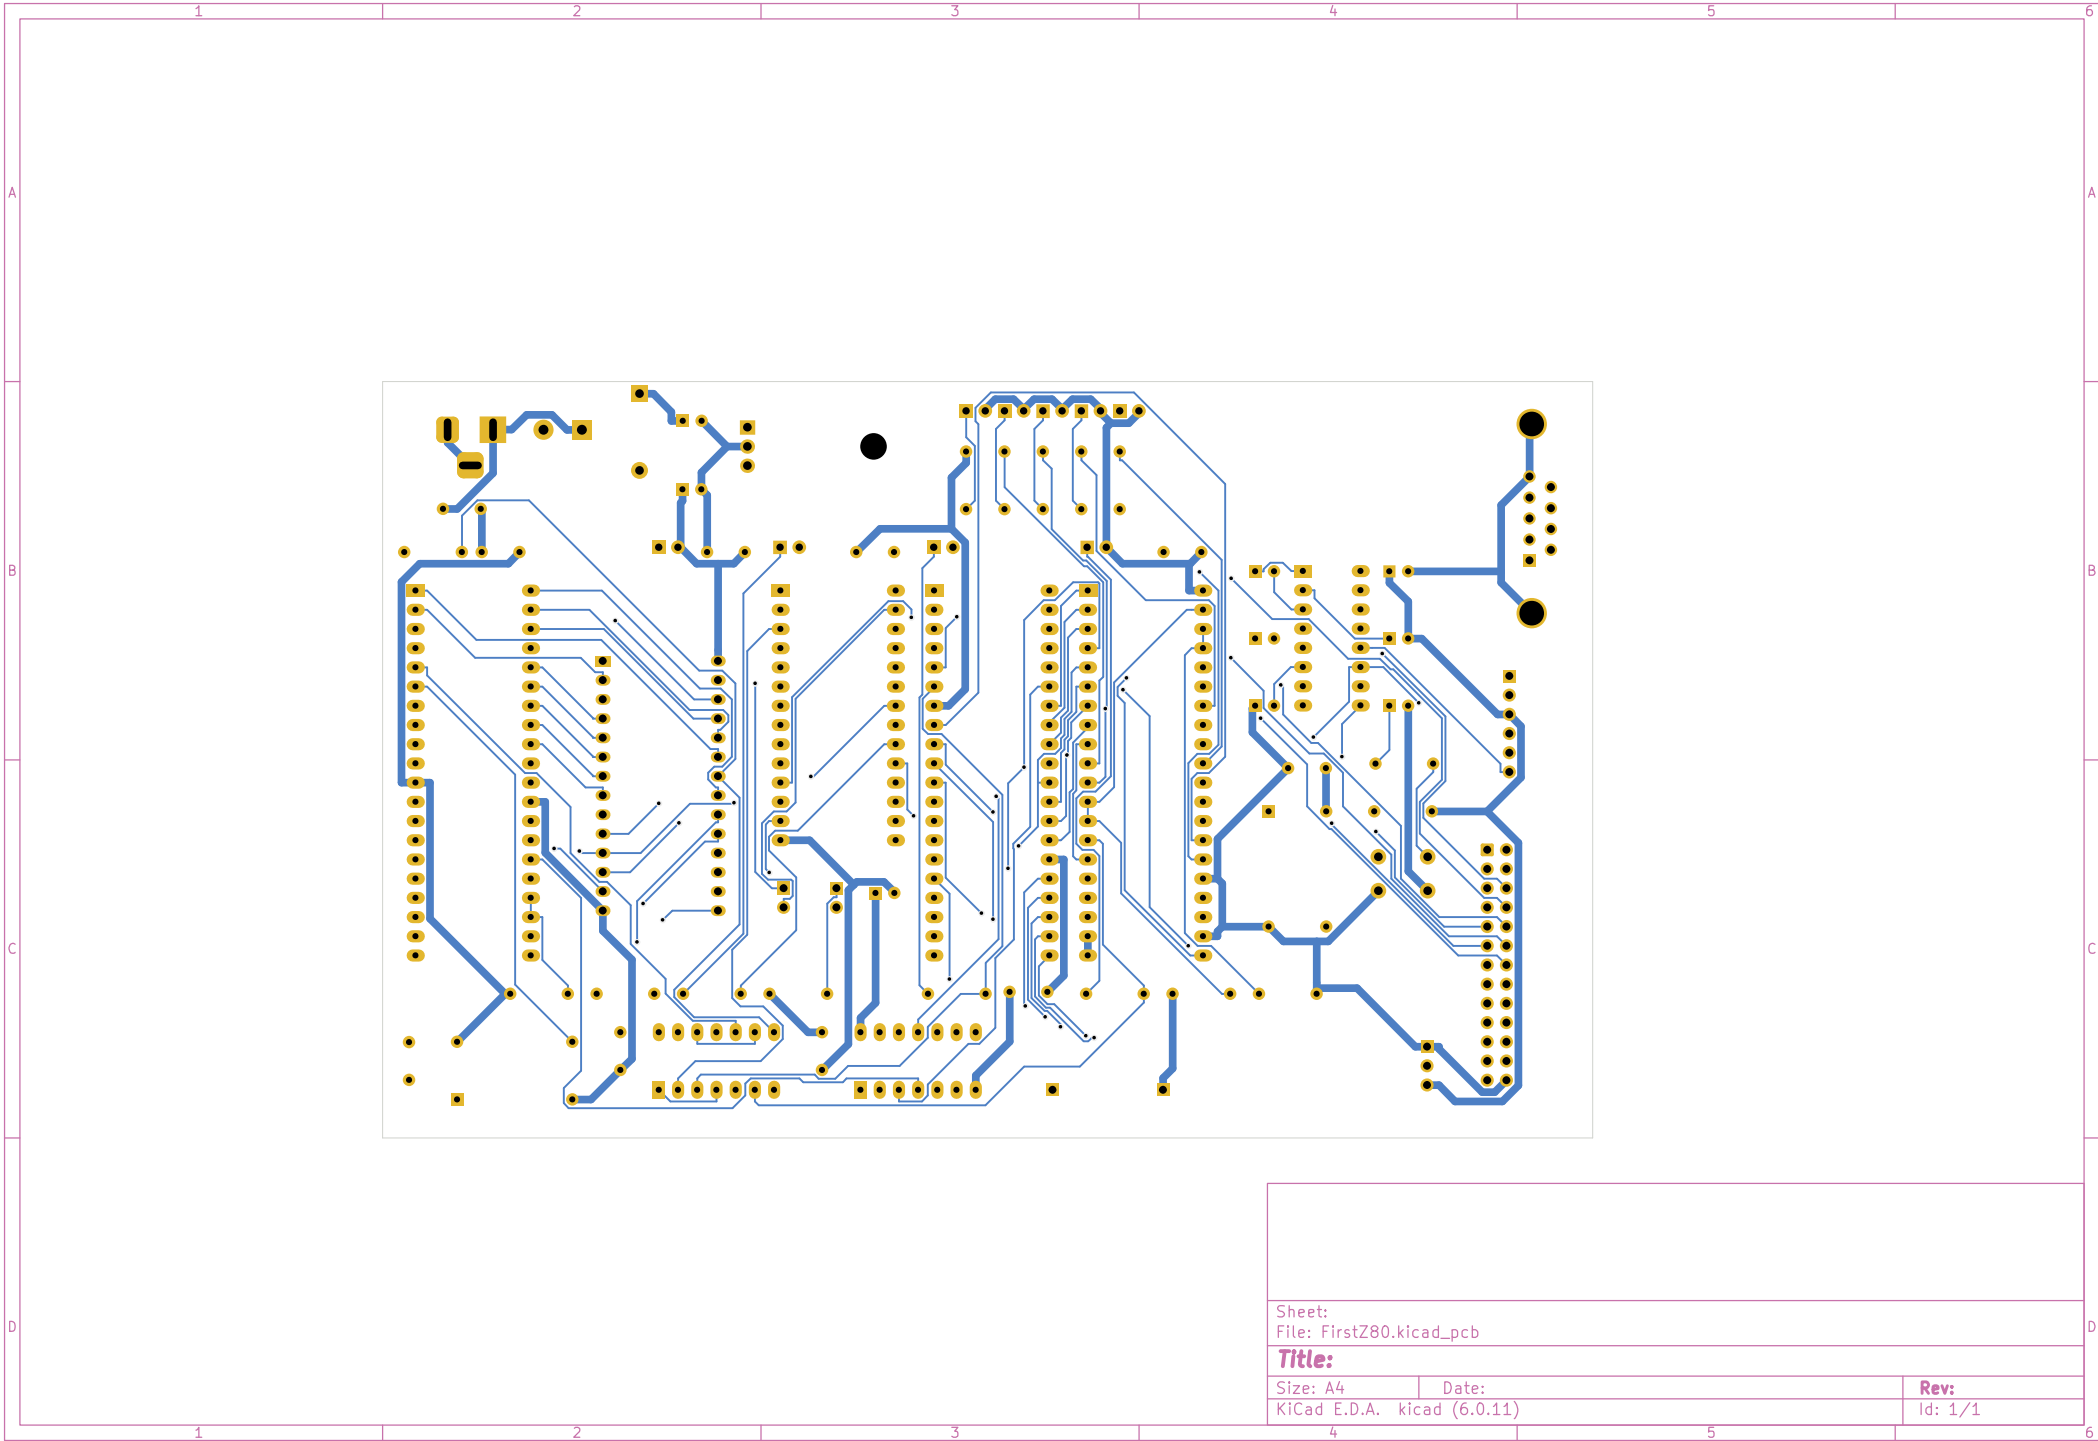 1 2 3 4 5 6
A A
B B
C C
Sheet:
File: FirstZ80.kicad_pcb
D D
Title:
Size: A4 Date: Rev:
KiCad E.D.A. kicad (6.0.11) Id: 1/1
1 2 3 4 5 6